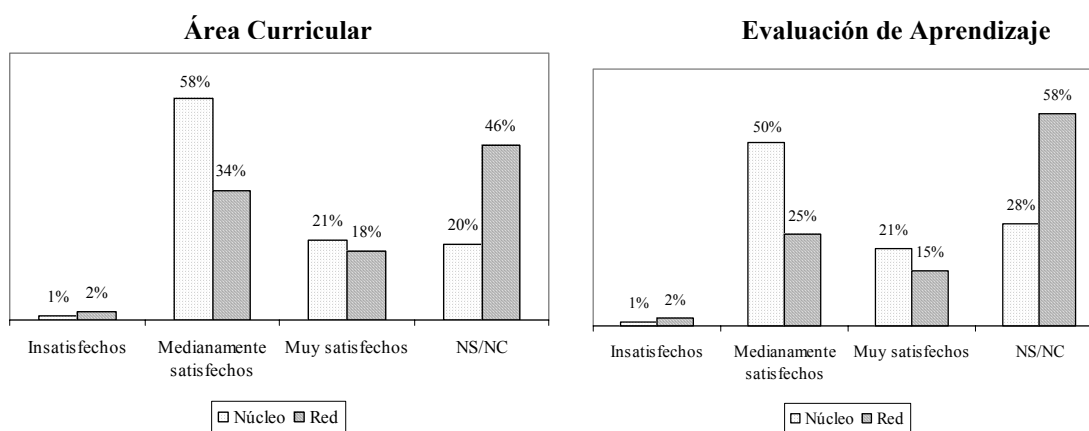 Área Curricular
58%
46%
34%
21%
18%
20%
1%
2%
Insatisfechos
Medianamente
satisfechos
Muy satisfechos
NS/NC
Núcleo
Red
Evaluación de Aprendizaje
58%
50%
25%
28%
21%
15%
1%
2%
Insatisfechos
Medianamente
satisfechos
Muy satisfechos
NS/NC
Núcleo
Red